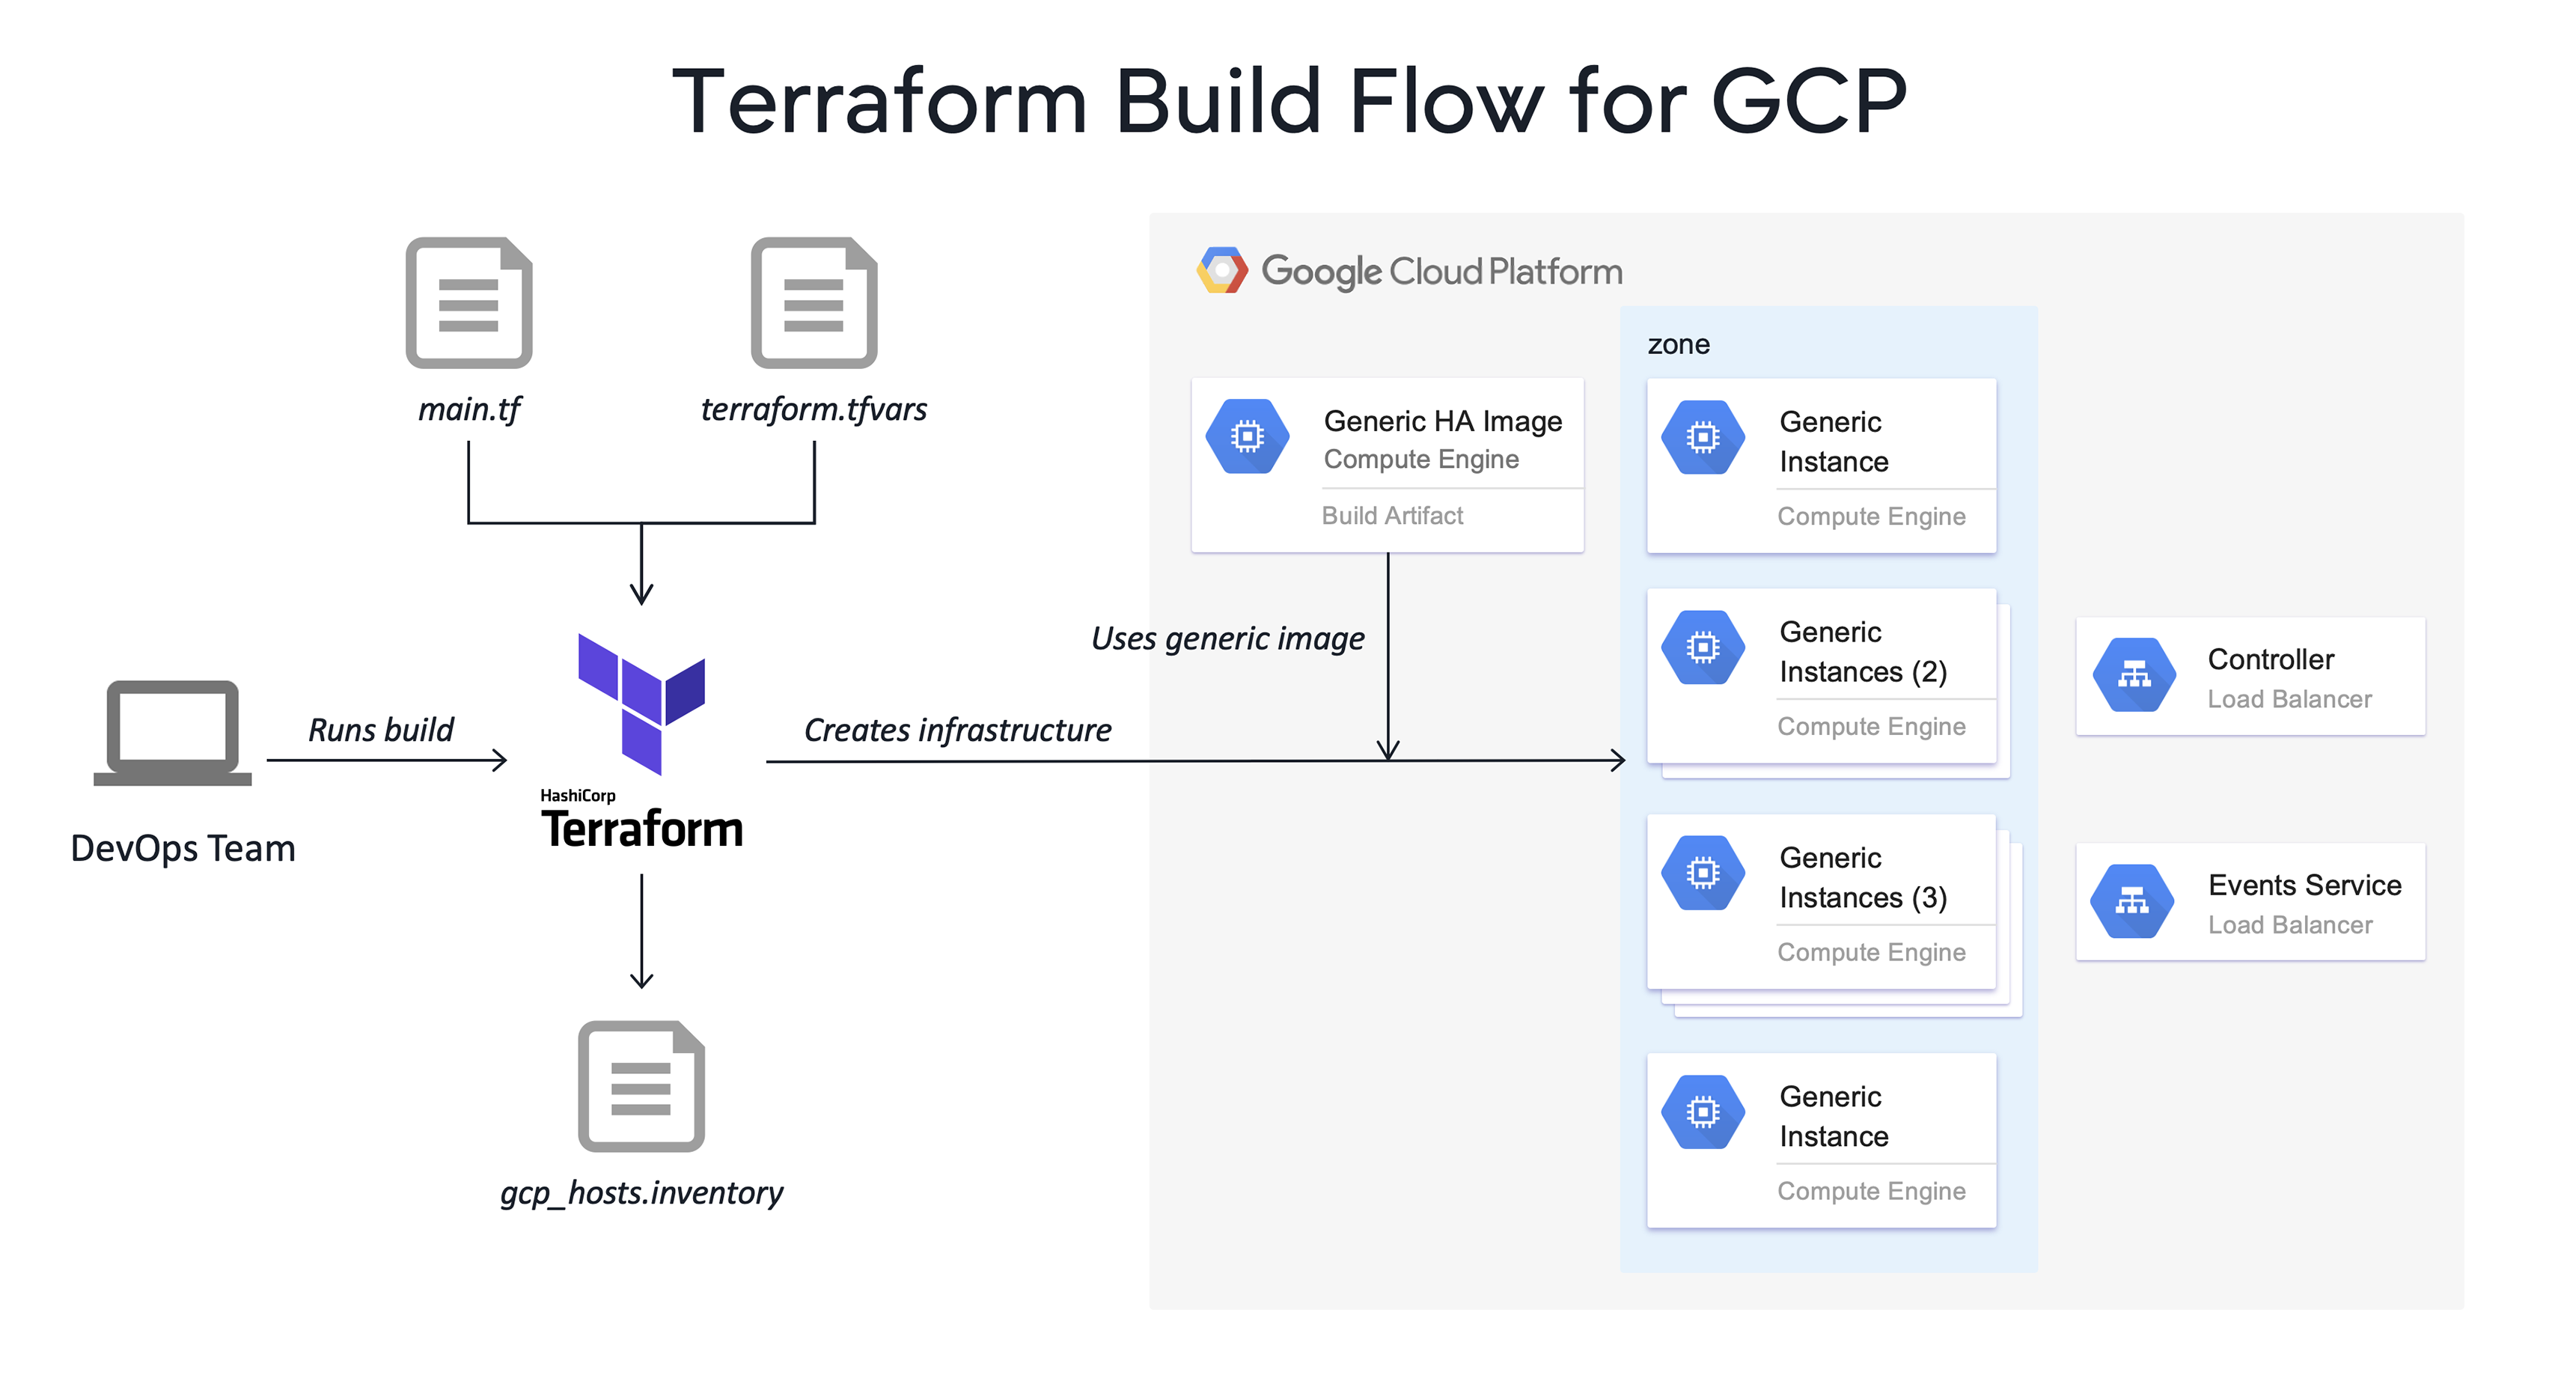 Terraform Build Flow for GCP
main.tf
terraform.tfvars
Google Cloud Platform
zone
Generic HA Image
Compute Engine
Build Artifact
Generic
Instance
Compute Engine
Uses generic image
Generic
Instances (2)
Compute Engine
Controller
Load Balancer
Runs build
Creates infrastructure
HashiCorp
Terraform
DevOps Team
Generic
Instances (3)
Compute Engine
Events Service
Load Balancer
gcp_hosts.inventory
Generic
Instance
Compute Engine